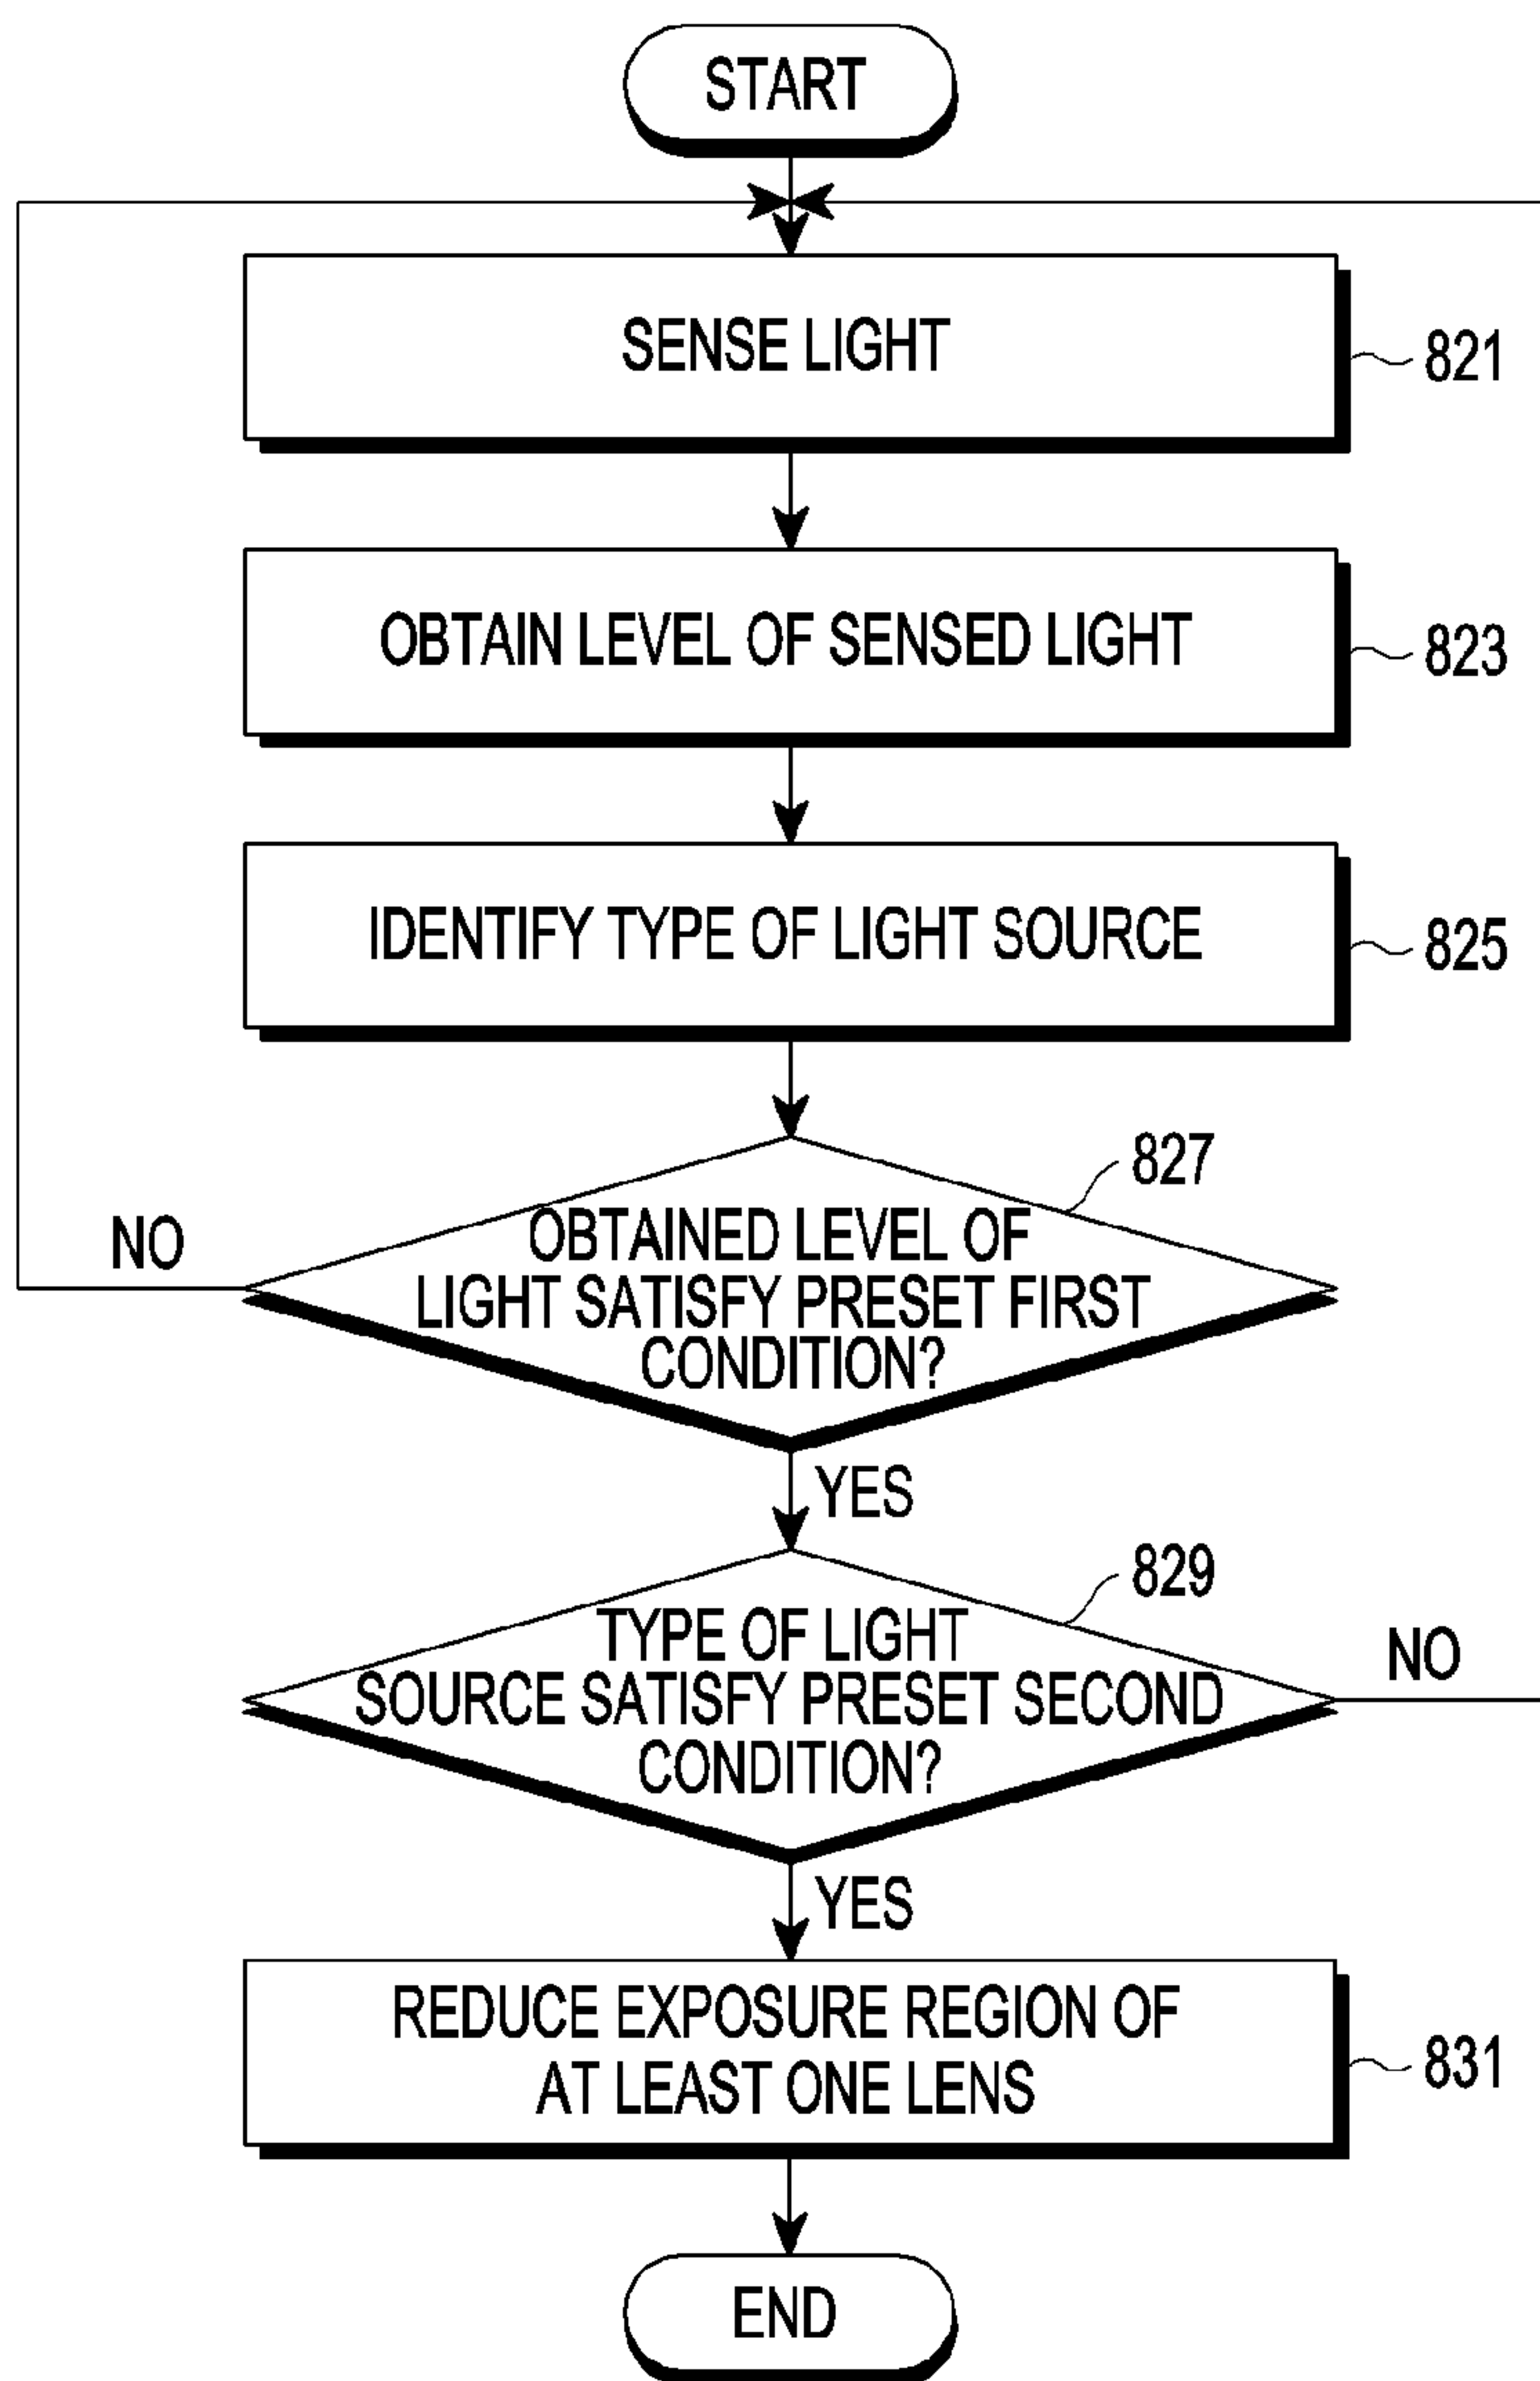 START
SENSE LIGHT
821
OBTAIN LEVEL OF SENSED LIGHT
823
IDENTIFY TYPE OF LIGHT SOURCE
825
827
OBTAINED LEVEL OF
LIGHT SATISFY PRESET FIRST
CONDITION?
NO
YES
829
TYPE OF LIGHT
SOURCE SATISFY PRESET SECOND
CONDITION?
NO
YES
REDUCE EXPOSURE REGION OF
AT LEAST ONE LENS
831
END